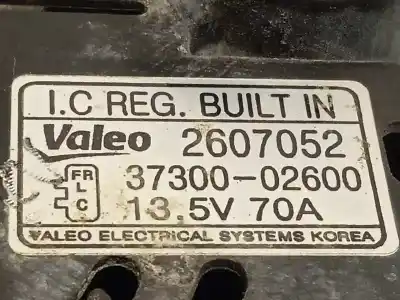 I.C REG. BUILT IN
Valeo 2607052
FR
L
C
37300-02600
13,5V 70A
VALEO ELECTRICAL SYSTEMS KOREA